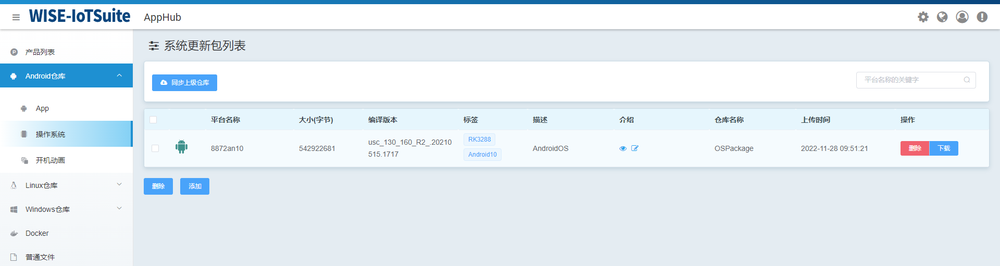 WISE-IoTSuite AppHub
产品列表
Android仓库
App
操作系统
开机动画
Linux仓库
Windows仓库
Docker
普通文件
系统更新包列表
同步上级仓库
平台名称的关键字
平台名称 大小(字节) 编译版本 标签 描述 介绍 仓库名称 上传时间 操作
8872an10 542922681 usc_130_160_R2_.20210
515.1717 RK3288
Android10 AndroidOS OSPackage 2022-11-28 09:51:21 删除 下载
删除 添加